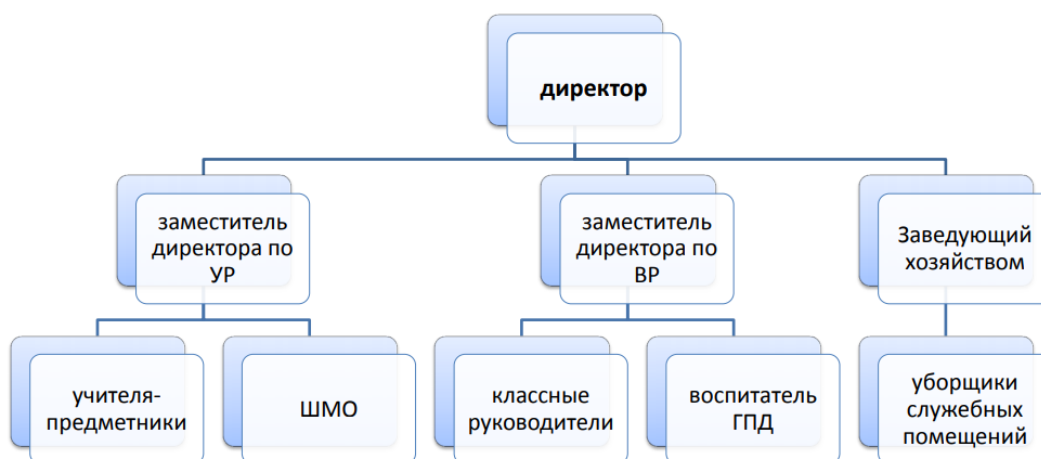 директор
заместитель
директора по
УР
заместитель
директора по
ВР
Заведующий
хозяйством
учителя-
предметники
ШМО
классные
руководители
воспитатель
ГПД
уборщики
служебных
помещений